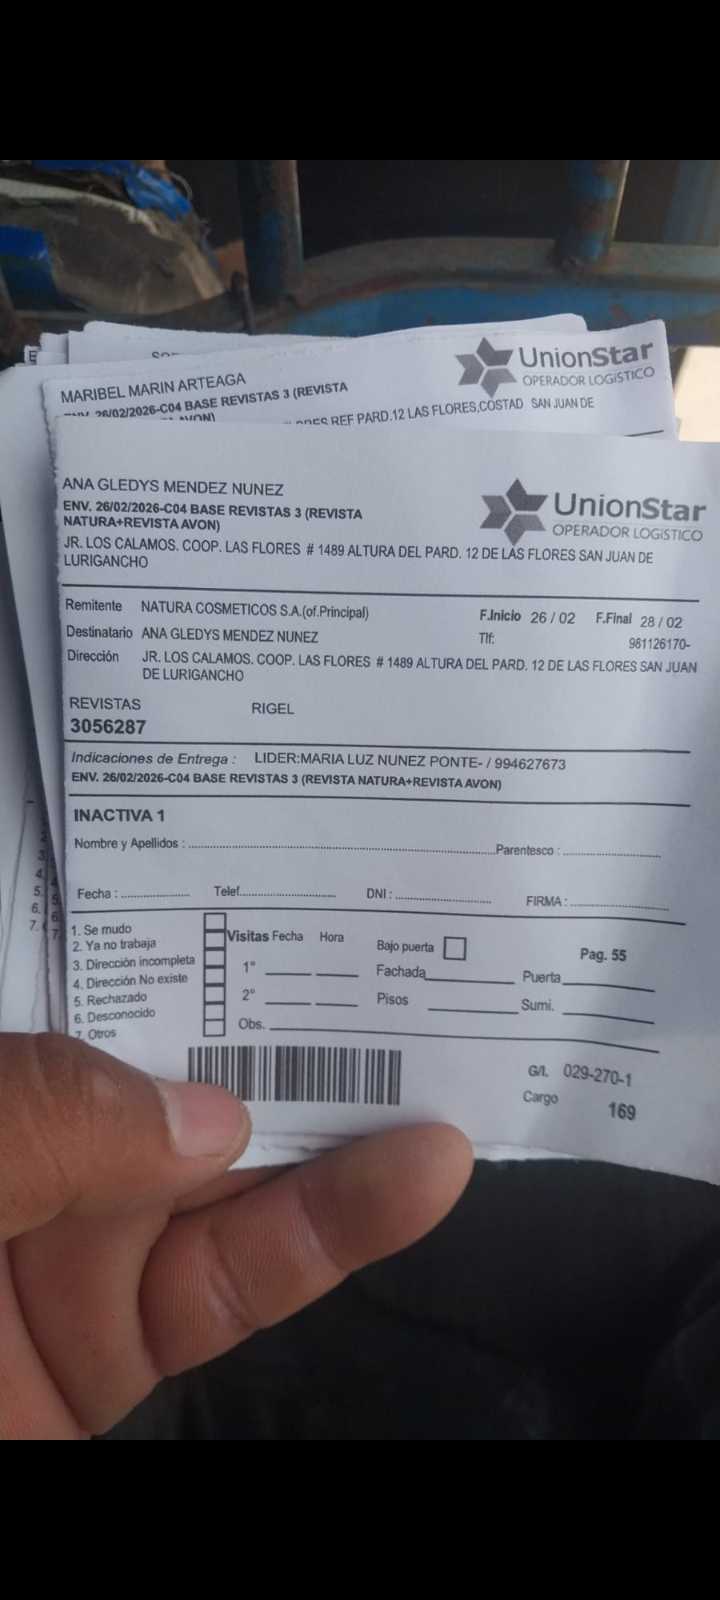 MARIBEL MARIN ARTEAGA
UnionStar
OPERADOR LOGíSTICO
26/02/2026-C04 BASE REVISTAS 3 (REVISTA
AVON)
REF PARD.12 LAS FLORES,COSTAD SAN JUAN DE
ANA GLEDYS MENDEZ NUNEZ
UnionStar
OPERADOR LOGíSTICO
ENV. 26/02/2026-C04 BASE REVISTAS 3 (REVISTA
NATURA+REVISTA AVON)
JR. LOS CALAMOS. COOP. LAS FLORES # 1489 ALTURA DEL PARD. 12 DE LAS FLORES SAN JUAN DE
LURIGANCHO
Remitente NATURA COSMETICOS S.A.(of.Principal) F.Inicio 26 / 02 F.Final 28 / 02
Destinatario ANA GLEDYS MENDEZ NUNEZ Tlf: 981126170-
Dirección JR. LOS CALAMOS. COOP. LAS FLORES # 1489 ALTURA DEL PARD. 12 DE LAS FLORES SAN JUAN
DE LURIGANCHO
REVISTAS RIGEL
3056287
Indicaciones de Entrega : LIDER:MARIA LUZ NUNEZ PONTE- / 994627673
ENV. 26/02/2026-C04 BASE REVISTAS 3 (REVISTA NATURA+REVISTA AVON)
INACTIVA 1
Nombre y Apellidos : Parentesco :
Fecha : Telef. DNI : FIRMA :
1. Se mudo
2. Ya no trabaja
3. Dirección incompleta
4. Dirección No existe
5. Rechazado
6. Desconocido
7. Otros
Visitas Fecha Hora
1°
2°
Obs.
Bajo puerta
Fachada
Pisos
Pag. 55
Puerta
Sumi.
G/I. 029-270-1
Cargo 169